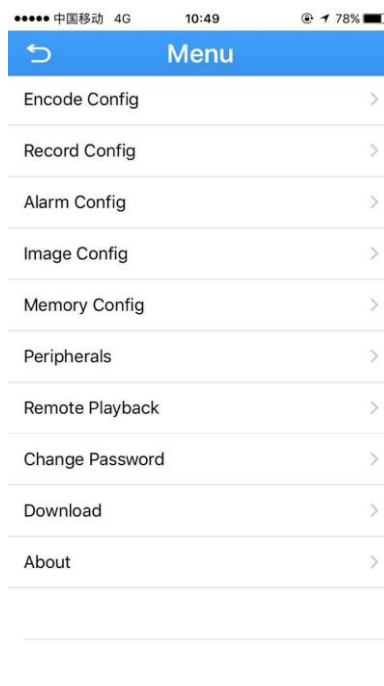 中国移动 4G 10:49 78%
Menu
Encode Config
Record Config
Alarm Config
Image Config
Memory Config
Peripherals
Remote Playback
Change Password
Download
About